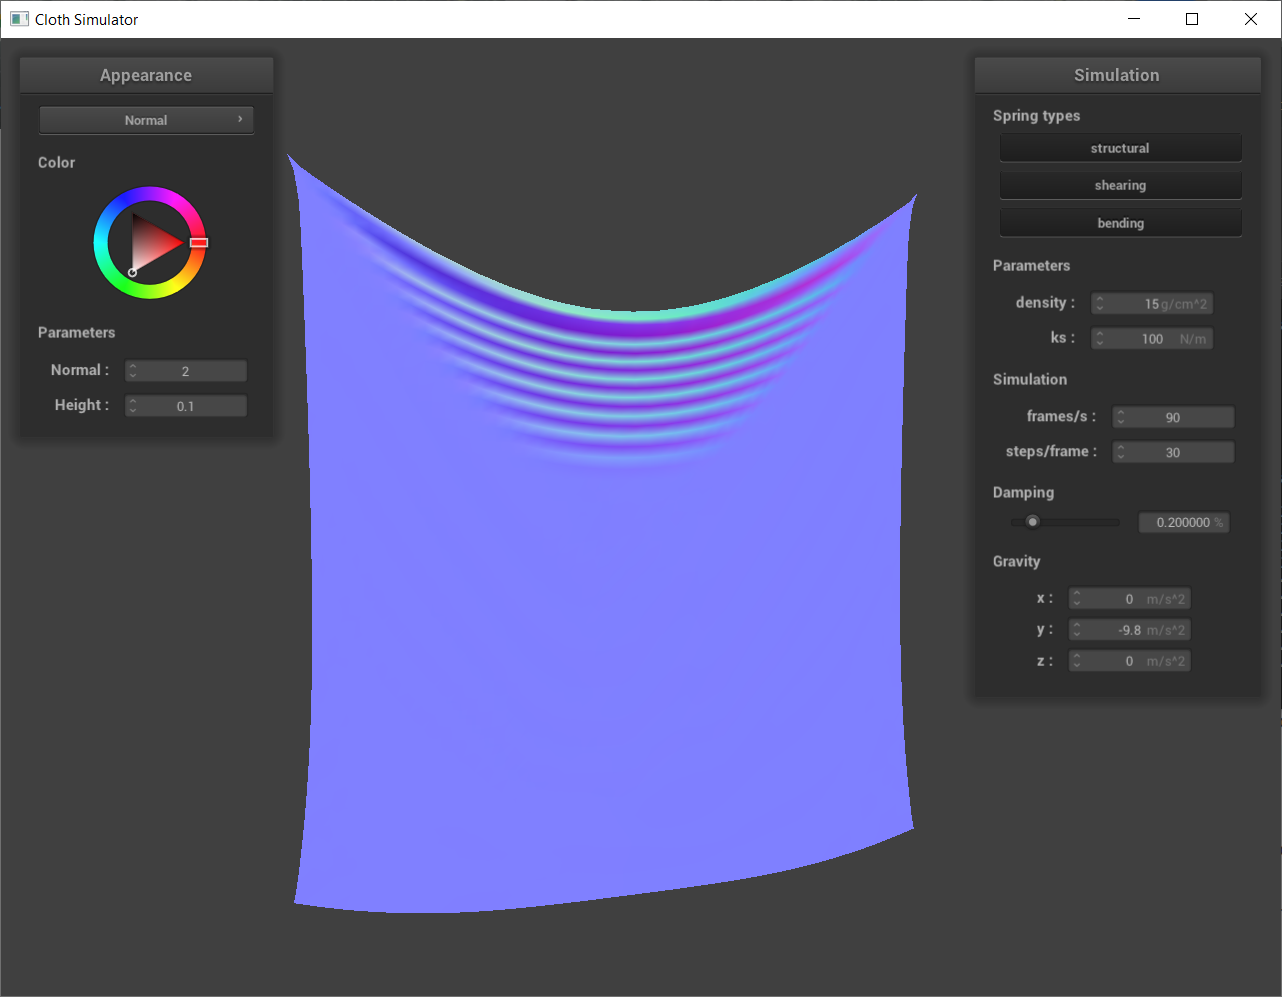 Cloth Simulator
Appearance
Normal
Color
Parameters
Normal : 2
Height : 0.1
Simulation
Spring types
structural
shearing
bending
Parameters
density : 15 g/cm^2
ks : 100 N/m
Simulation
frames/s : 90
steps/frame : 30
Damping
0.200000 %
Gravity
x : 0 m/s^2
y : -9.8 m/s^2
z : 0 m/s^2